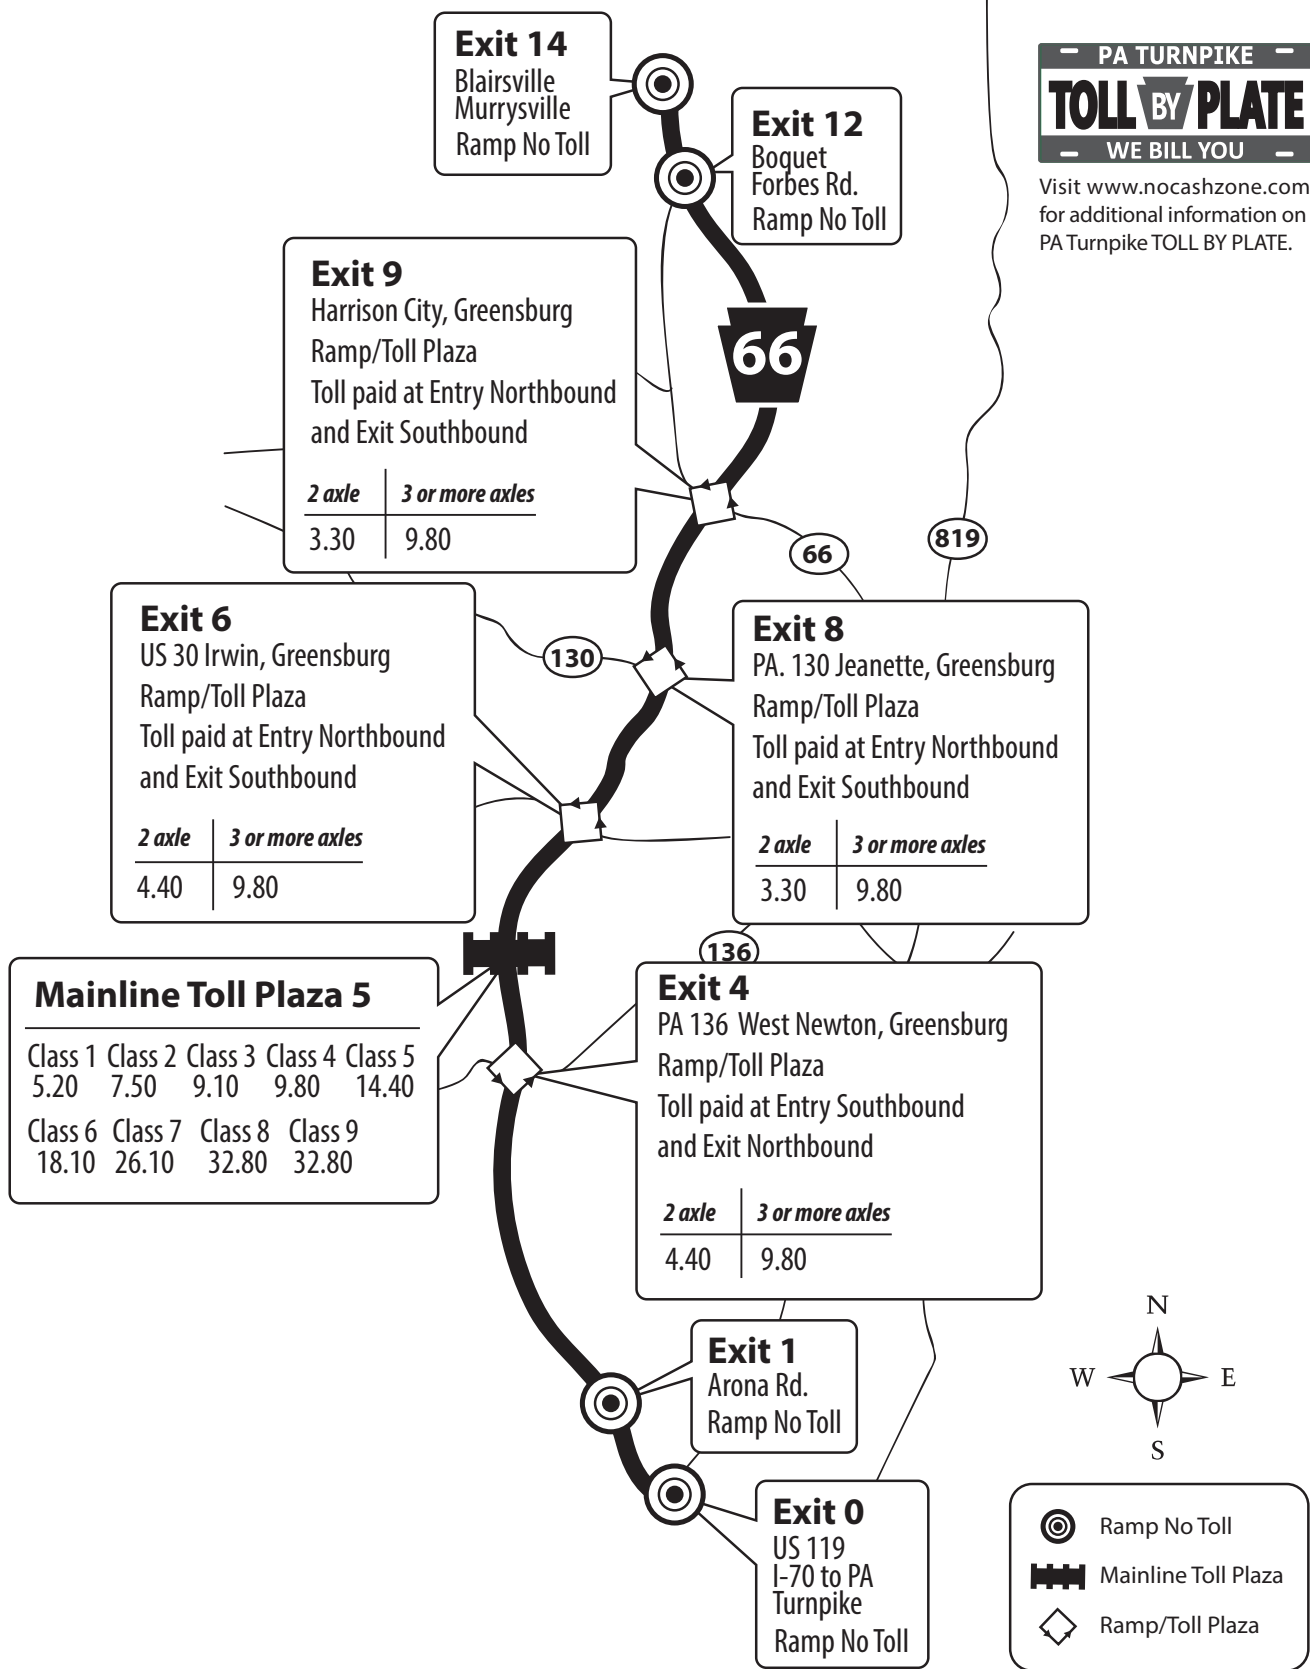 Exit 14
Blairsville
Murrysville
Ramp No Toll
Exit 12
Boquet
Forbes Rd.
Ramp No Toll
PA TURNPIKE
TOLL BY PLATE
WE BILL YOU
Visit www.nocashzone.com
for additional information on
PA Turnpike TOLL BY PLATE.
Exit 9
Harrison City, Greensburg
Ramp/Toll Plaza
Toll paid at Entry Northbound
and Exit Southbound
2 axle 3 or more axles
3.30 9.80
66
66
819
130
Exit 6
US 30 Irwin, Greensburg
Ramp/Toll Plaza
Toll paid at Entry Northbound
and Exit Southbound
2 axle 3 or more axles
4.40 9.80
Exit 8
PA. 130 Jeanette, Greensburg
Ramp/Toll Plaza
Toll paid at Entry Northbound
and Exit Southbound
2 axle 3 or more axles
3.30 9.80
136
Mainline Toll Plaza 5
Class 1 Class 2 Class 3 Class 4 Class 5
5.20 7.50 9.10 9.80 14.40
Class 6 Class 7 Class 8 Class 9
18.10 26.10 32.80 32.80
Exit 4
PA 136 West Newton, Greensburg
Ramp/Toll Plaza
Toll paid at Entry Southbound
and Exit Northbound
2 axle 3 or more axles
4.40 9.80
Exit 1
Arona Rd.
Ramp No Toll
Exit 0
US 119
I-70 to PA
Turnpike
Ramp No Toll
N
W E
S
Ramp No Toll
Mainline Toll Plaza
Ramp/Toll Plaza